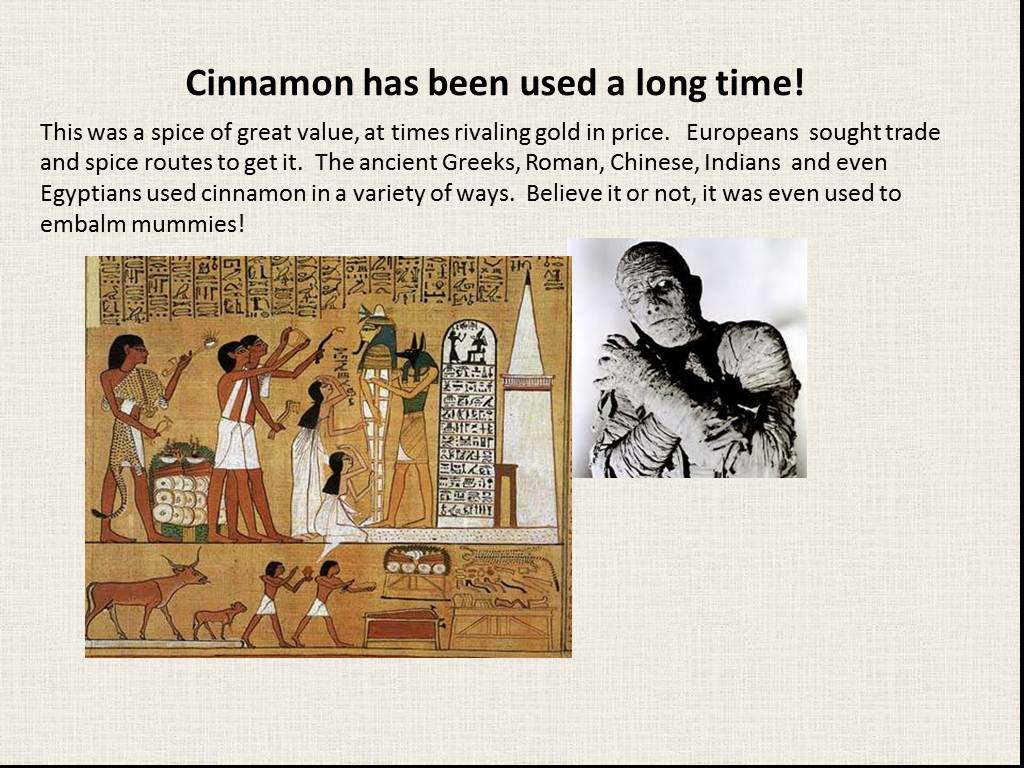 Cinnamon has been used a long time!
This was a spice of great value, at times rivaling gold in price. Europeans sought trade
and spice routes to get it. The ancient Greeks, Roman, Chinese, Indians and even
Egyptians used cinnamon in a variety of ways. Believe it or not, it was even used to
embalm mummies!